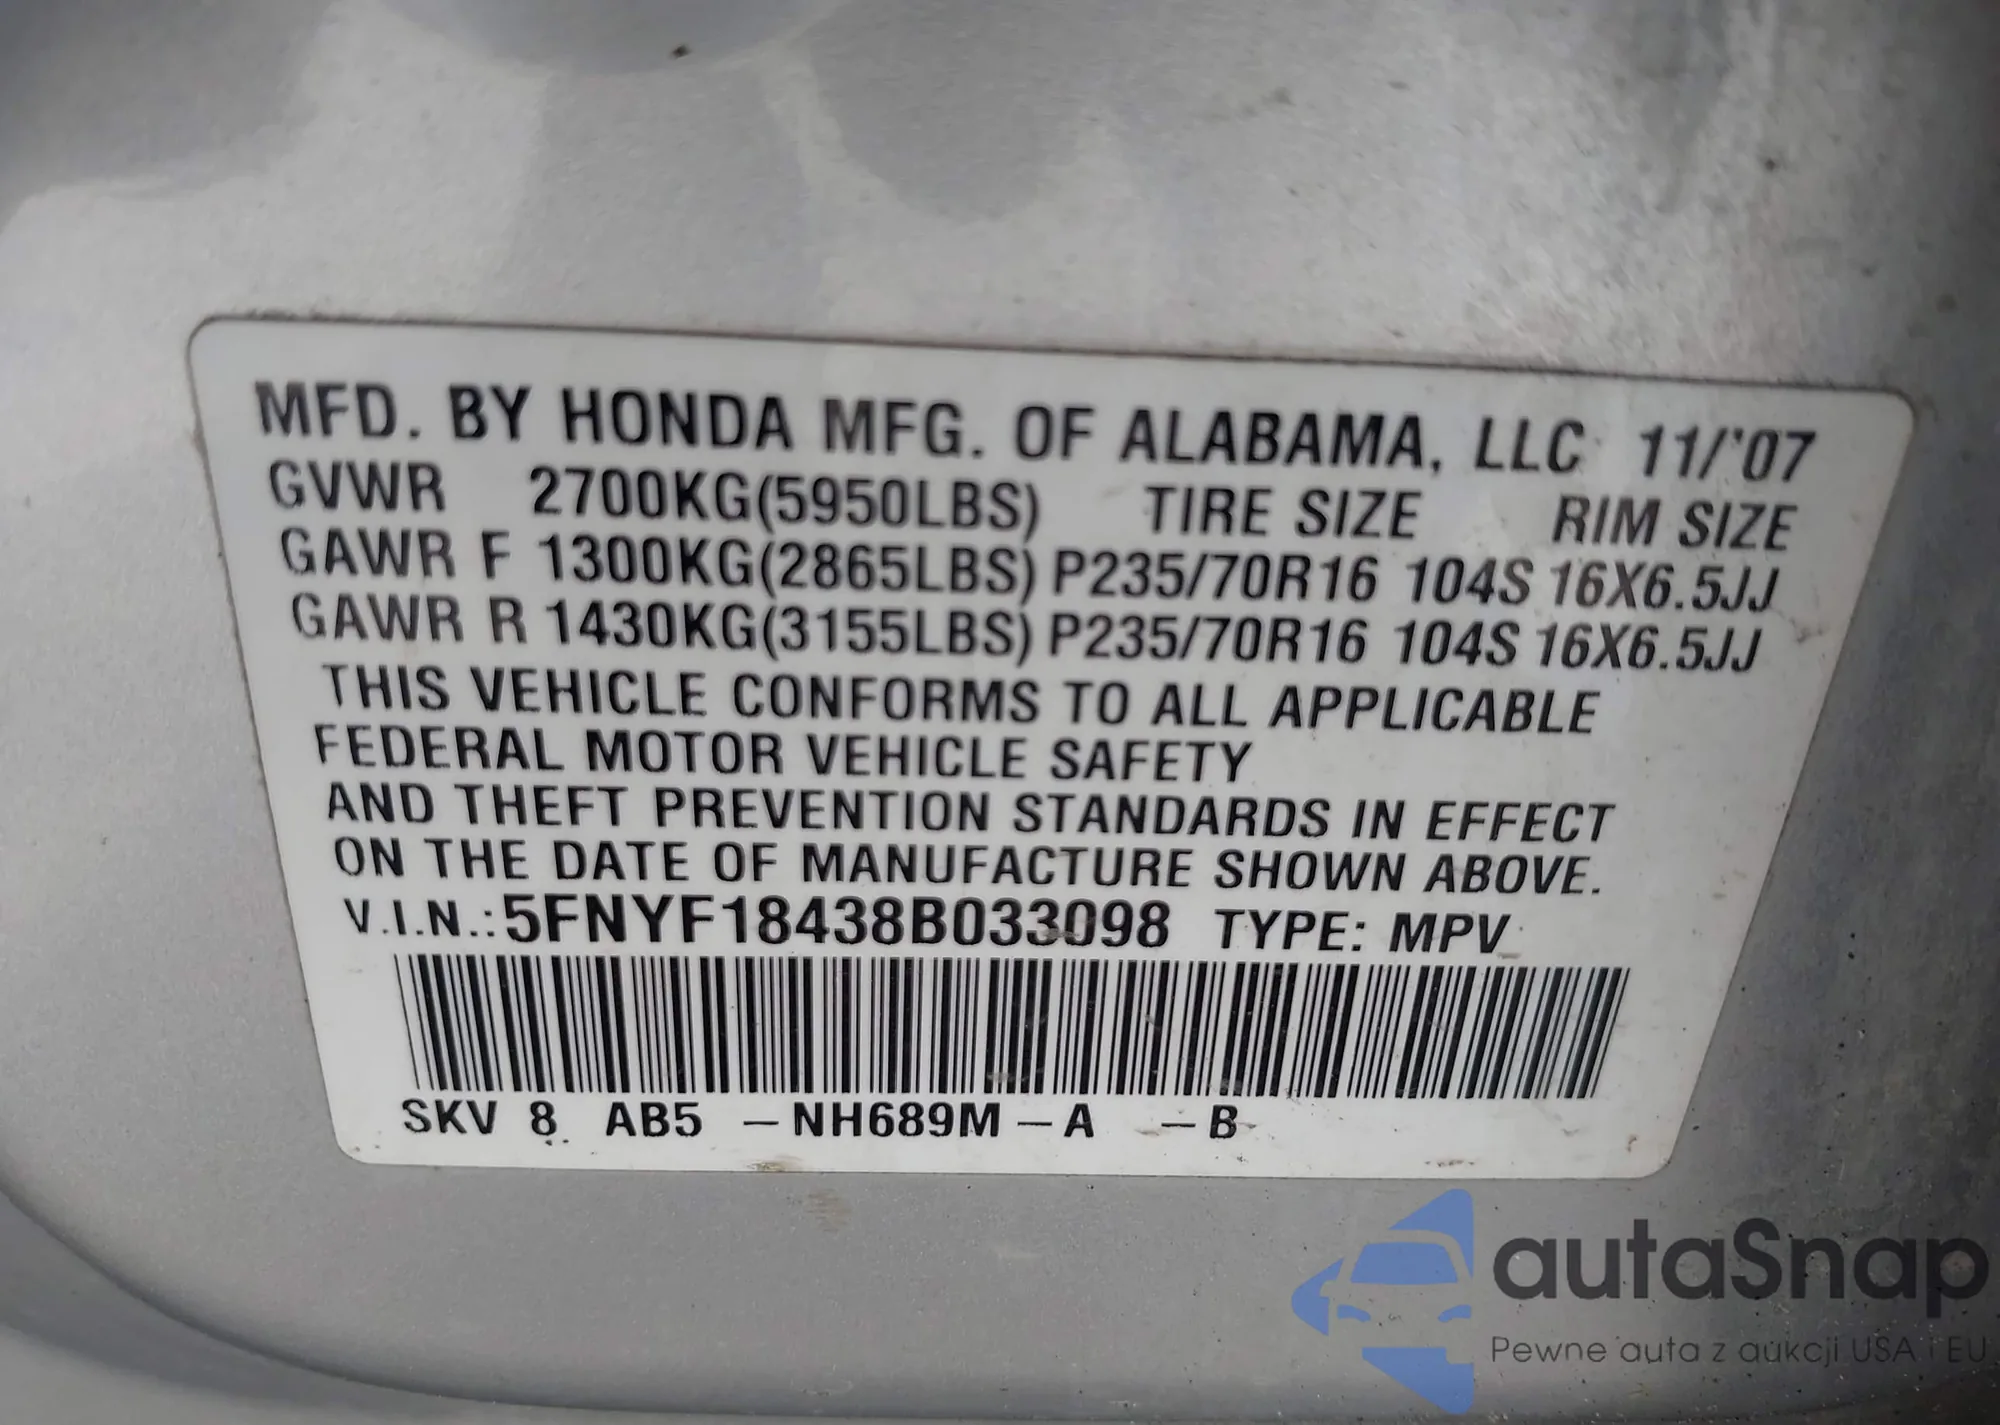 MFD. BY HONDA MFG. OF ALABAMA, LLC 11/'07
GVWR 2700KG(5950LBS) TIRE SIZE RIM SIZE
GAWR F 1300KG(2865LBS) P235/70R16 104S 16X6.5JJ
GAWR R 1430KG(3155LBS) P235/70R16 104S 16X6.5JJ
THIS VEHICLE CONFORMS TO ALL APPLICABLE
FEDERAL MOTOR VEHICLE SAFETY
AND THEFT PREVENTION STANDARDS IN EFFECT
ON THE DATE OF MANUFACTURE SHOWN ABOVE.
V.I.N.: 5FNYF18438B033098 TYPE: MPV
SKV 8 AB5 –NH689M–A –B
autaSnap
Pewne auta z aukcji USA i EU